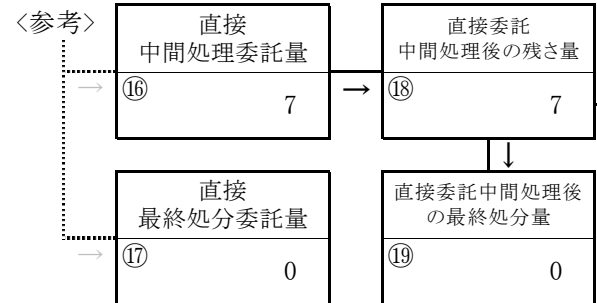 〈参考〉
直接
中間処理委託量
→
⑯
7
→
直接委託
中間処理後の残さ量
⑱
7
↓
直接
最終処分委託量
→
⑰
0
直接委託中間処理後
の最終処分量
⑲
0